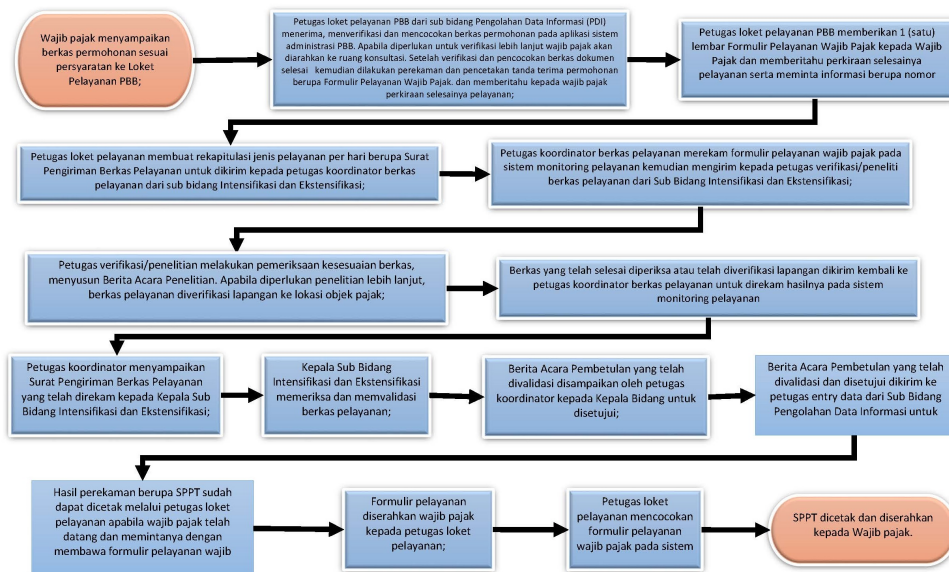 Wajib pajak menyampaikan
berkas permohonan sesuai
persyaratan ke Loket
Pelayanan PBB;
Petugas loket pelayanan PBB dari sub bidang Pengolahan Data Informasi (PDI)
menerima, menverifikasi dan mencocokan berkas permohonan pada aplikasi sistem
administrasi PBB. Apabila diperlukan untuk verifikasi lebih lanjut wajib pajak akan
diarahkan ke ruang konsultasi. Setelah verifikasi dan pencocokan berkas dokumen
selesai kemudian dilakukan perekaman dan pencetakan tanda terima permohonan
berupa Formulir Pelayanan Wajib Pajak. dan memberitahu kepada wajib pajak
perkiraan selesainya pelayanan;
Petugas loket pelayanan PBB memberikan 1 (satu)
lembar Formulir Pelayanan Wajib Pajak kepada Wajib
Pajak dan memberitahu perkiraan selesainya
pelayanan serta meminta informasi berupa nomor
Petugas loket pelayanan membuat rekapitulasi jenis pelayanan per hari berupa Surat
Pengiriman Berkas Pelayanan untuk dikirim kepada petugas koordinator berkas
pelayanan dari sub bidang Intensifikasi dan Ekstensifikasi;
Petugas koordinator berkas pelayanan merekam formulir pelayanan wajib pajak pada
sistem monitoring pelayanan kemudian mengirim kepada petugas verifikasi/peneliti
berkas pelayanan dari Sub Bidang Intensifikasi dan Ekstensifikasi;
Petugas verifikasi/penelitian melakukan pemeriksaan kesesuaian berkas,
menyusun Berita Acara Penelitian. Apabila diperlukan penelitian lebih lanjut,
berkas pelayanan diverifikasi lapangan ke lokasi objek pajak;
Berkas yang telah selesai diperiksa atau telah diverifikasi lapangan dikirim kembali ke
petugas koordinator berkas pelayanan untuk direkam hasilnya pada sistem
monitoring pelayanan
Petugas koordinator menyampaikan
Surat Pengiriman Berkas Pelayanan
yang telah direkam kepada Kepala Sub
Bidang Intensifikasi dan Ekstensifikasi;
Kepala Sub Bidang
Intensifikasi dan Ekstensifikasi
memeriksa dan memvalidasi
berkas pelayanan;
Berita Acara Pembetulan yang telah
divalidasi disampaikan oleh petugas
koordinator kepada Kepala Bidang untuk
disetujui;
Berita Acara Pembetulan yang telah
divalidasi dan disetujui dikirim ke
petugas entry data dari Sub Bidang
Pengolahan Data Informasi untuk
Hasil perekaman berupa SPPT sudah
dapat dicetak melalui petugas loket
pelayanan apabila wajib pajak telah
datang dan memintanya dengan
membawa formulir pelayanan wajib
Formulir pelayanan
diserahkan wajib pajak
kepada petugas loket
pelayanan;
Petugas loket
pelayanan mencocokan
formulir pelayanan
wajib pajak pada sistem
SPPT dicetak dan diserahkan
kepada Wajib pajak.